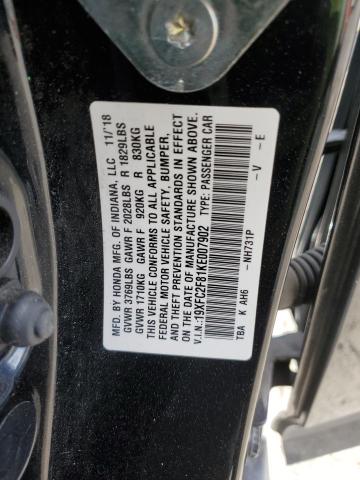 MFD. BY HONDA MFG. OF INDIANA, LLC 11/'18
GVWR 3769LBS GAWR F 2028LBS R 1829LBS
GVWR 1710KG GAWR F 920KG R 830KG
THIS VEHICLE CONFORMS TO ALL APPLICABLE
FEDERAL MOTOR VEHICLE SAFETY, BUMPER,
AND THEFT PREVENTION STANDARDS IN EFFECT
ON THE DATE OF MANUFACTURE SHOWN ABOVE.
V.I.N.:19XFC2F81KE007902 TYPE: PASSENGER CAR
TBA K AH6 -NH731P -V -E